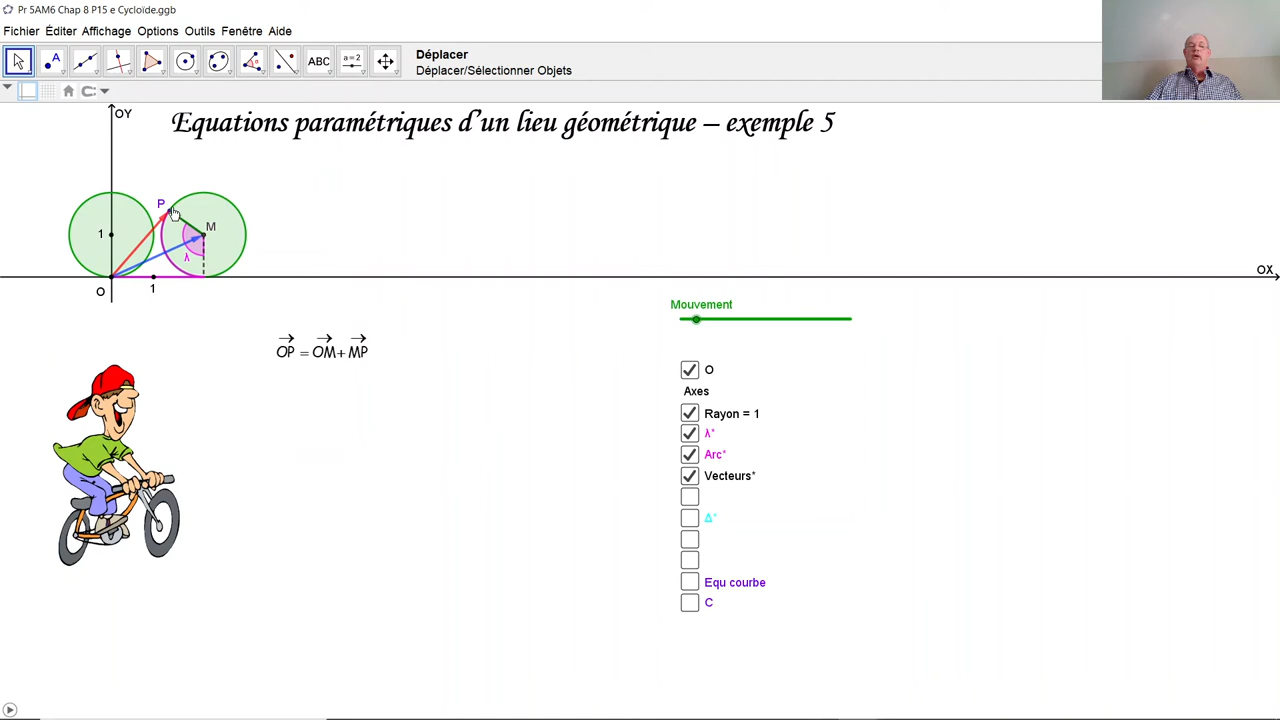 Pr 5AM6 Chap 8 P15 e Cycloïde.ggb
Fichier Éditer Affichage Options Outils Fenêtre Aide
A
ABC
a=2
Déplacer
Déplacer/Sélectionner Objets
OY
Equations paramétriques d'un lieu géométrique – exemple 5
P
M
1
λ
OX
O
1
Mouvement
OP = OM + MP
O
Axes
Rayon = 1
λ*
Arc*
Vecteurs*
Δ*
Equ courbe
C